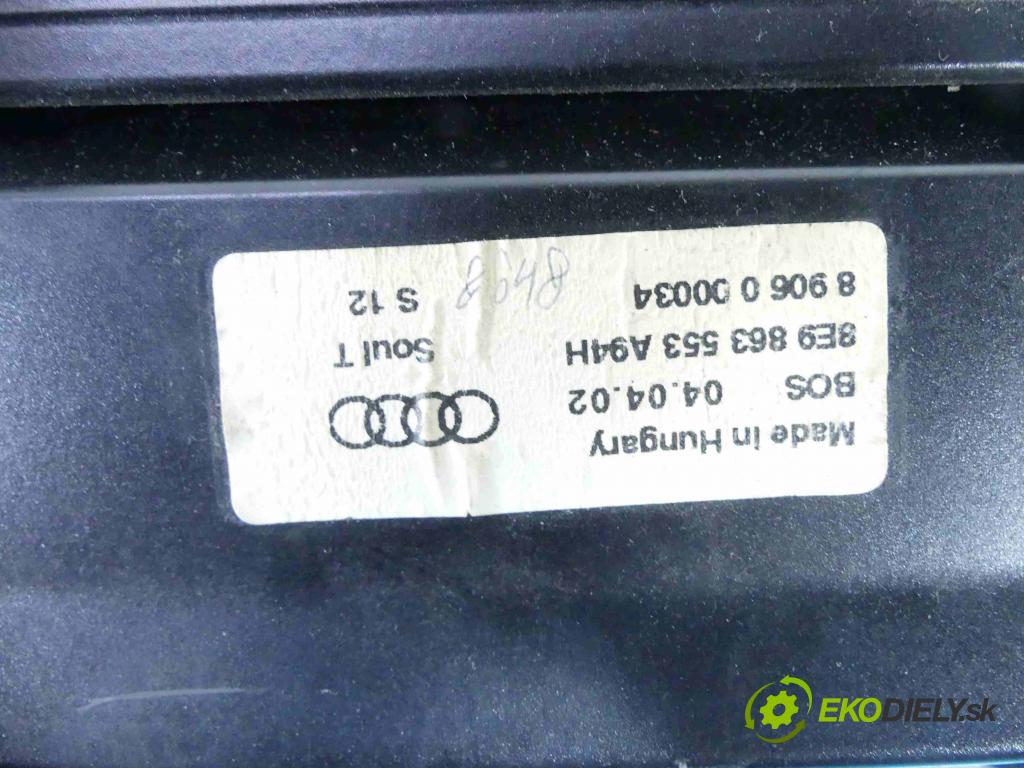 Made in Hungary
BOS 04.04.02
8E9 863 553 A94H Soul T
8 906 0 00034 S 12
8648
EKODIELY.sk